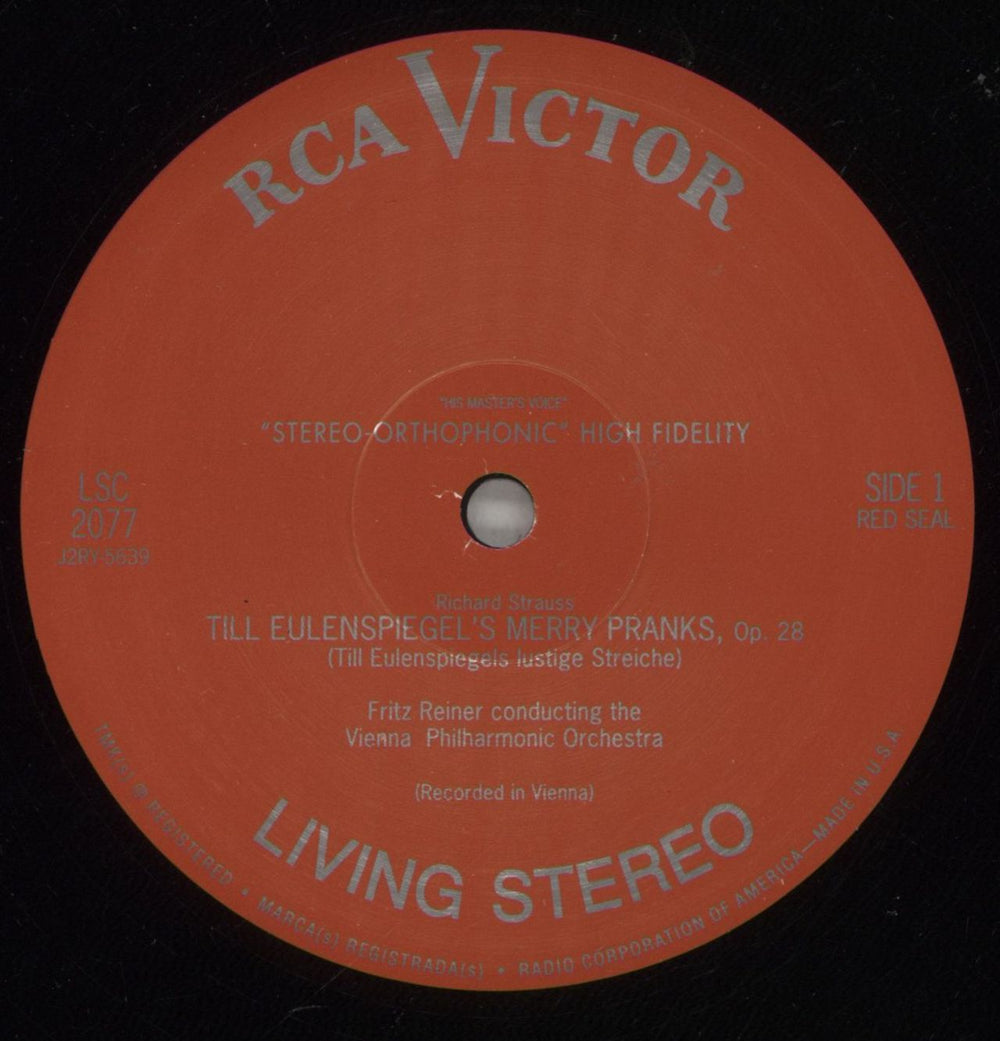 RCA VICTOR
"HIS MASTER'S VOICE"
"STEREO-ORTHOPHONIC" HIGH FIDELITY
LSC
2077
J2RY-5639
SIDE 1
RED SEAL
Richard Strauss
TILL EULENSPIEGEL'S MERRY PRANKS, Op. 28
(Till Eulenspiegels lustige Streiche)
Fritz Reiner conducting the
Vienna Philharmonic Orchestra
(Recorded in Vienna)
LIVING STEREO
TMK(s) ® REGISTERED • MARCA(s) REGISTRADA(s) • RADIO CORPORATION OF AMERICA—MADE IN U.S.A.